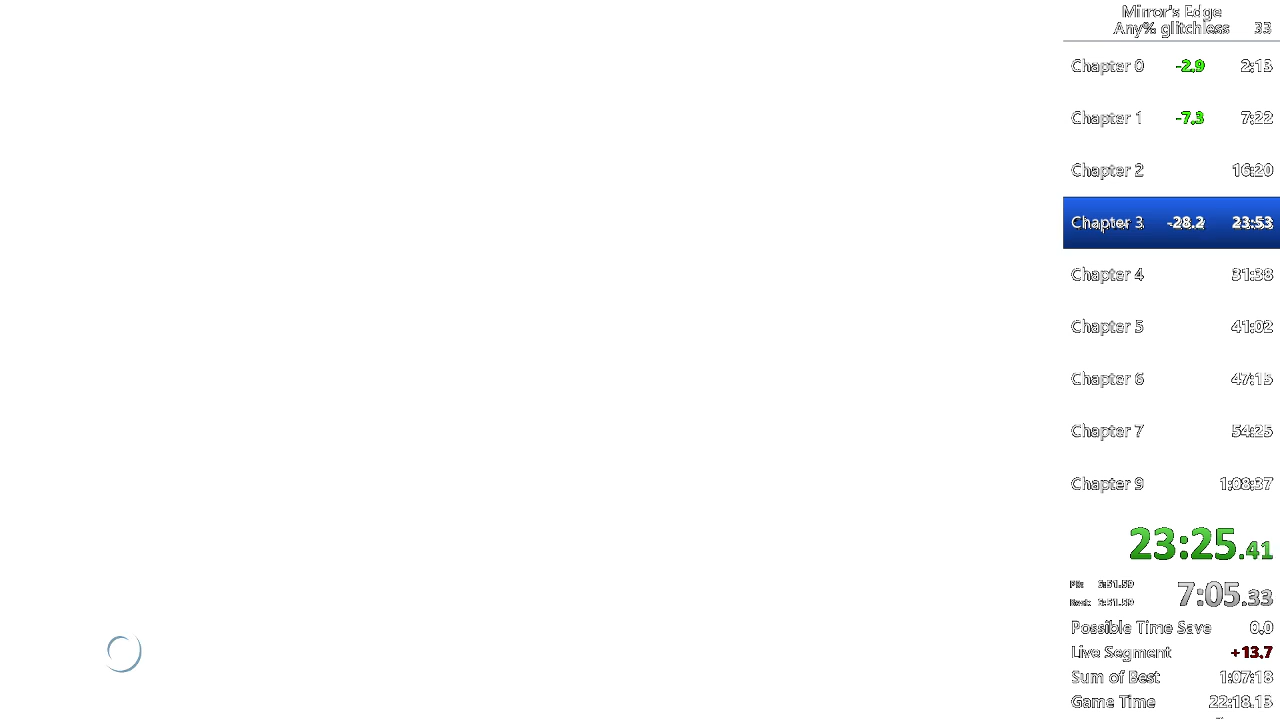 Mirror's Edge
Any% glitchless 33
Chapter 0 -2.9 2:15
Chapter 1 -7.3 7:22
Chapter 2 16:20
Chapter 3 -28.2 23:53
Chapter 4 31:38
Chapter 5 41:02
Chapter 6 47:15
Chapter 7 54:25
Chapter 9 1:08:37
23:25.41
7:05.33
Possible Time Save 0.0
Live Segment +13.7
Sum of Best 1:07:18
Game Time 22:18.13